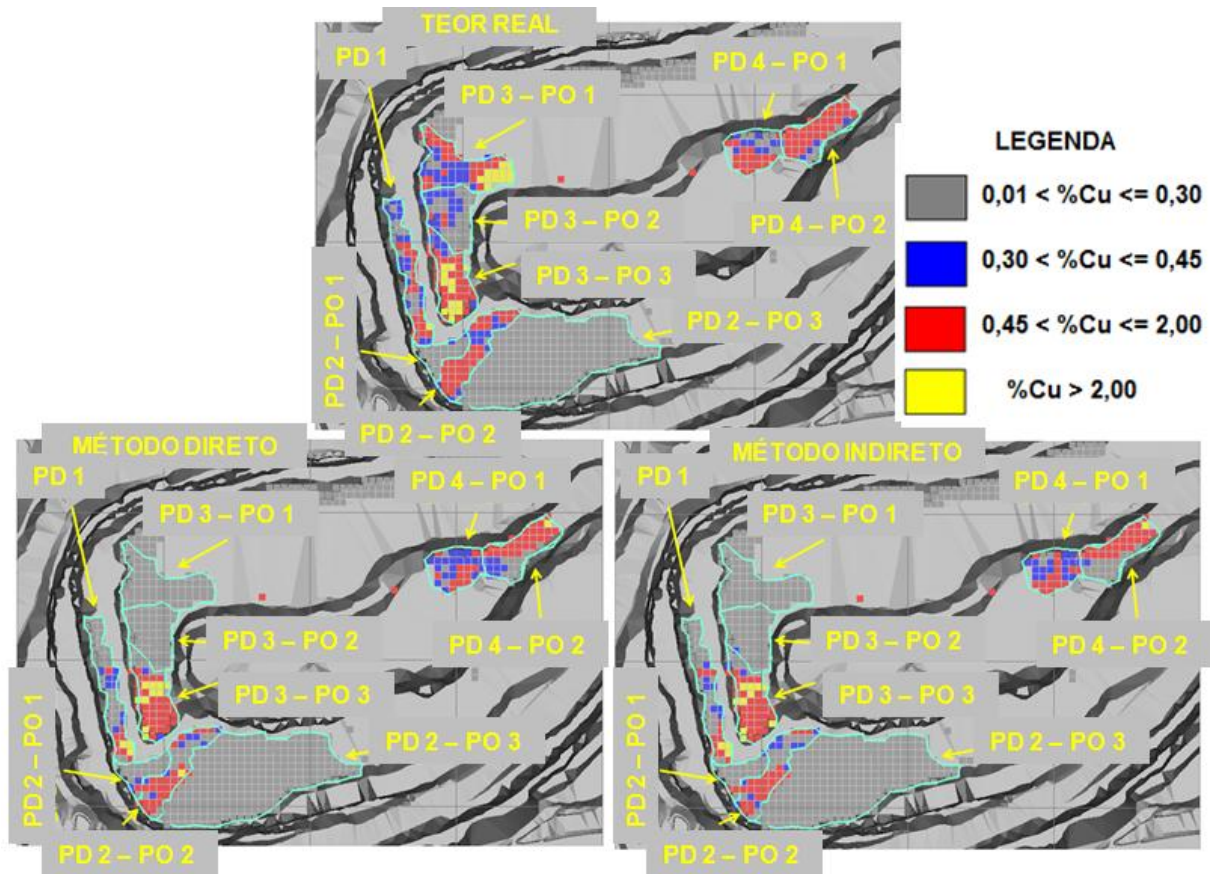 TEOR REAL
PD 1
PD 4 – PO 1
PD 3 – PO 1
PD 3 – PO 2
PD 4 – PO 2
PD 3 – PO 3
PD 2 – PO 1
PD 2 – PO 3
PD 2 – PO 2
LEGENDA
0,01 < %Cu <= 0,30
0,30 < %Cu <= 0,45
0,45 < %Cu <= 2,00
%Cu > 2,00
MÉTODO DIRETO
PD 1
PD 4 – PO 1
PD 3 – PO 1
PD 3 – PO 2
PD 4 – PO 2
PD 3 – PO 3
PD 2 – PO 1
PD 2 – PO 3
PD 2 – PO 2
MÉTODO INDIRETO
PD 1
PD 4 – PO 1
PD 3 – PO 1
PD 3 – PO 2
PD 4 – PO 2
PD 3 – PO 3
PD 2 – PO 1
PD 2 – PO 3
PD 2 – PO 2